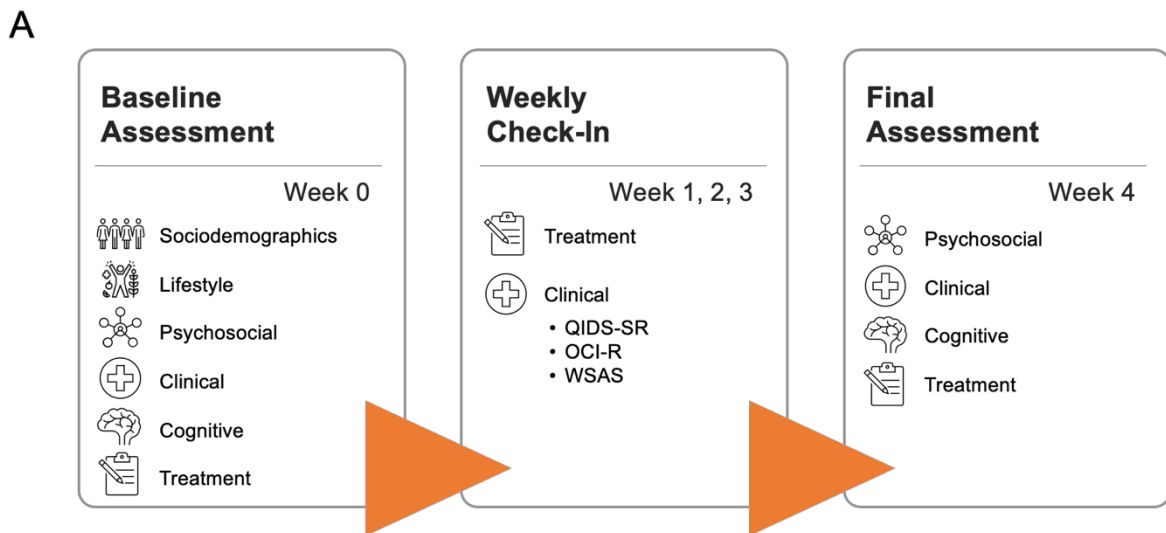 A
Baseline
Assessment
Week 0
Sociodemographics
Lifestyle
Psychosocial
Clinical
Cognitive
Treatment
Weekly
Check-In
Week 1, 2, 3
Treatment
Clinical
• QIDS-SR
• OCI-R
• WSAS
Final
Assessment
Week 4
Psychosocial
Clinical
Cognitive
Treatment